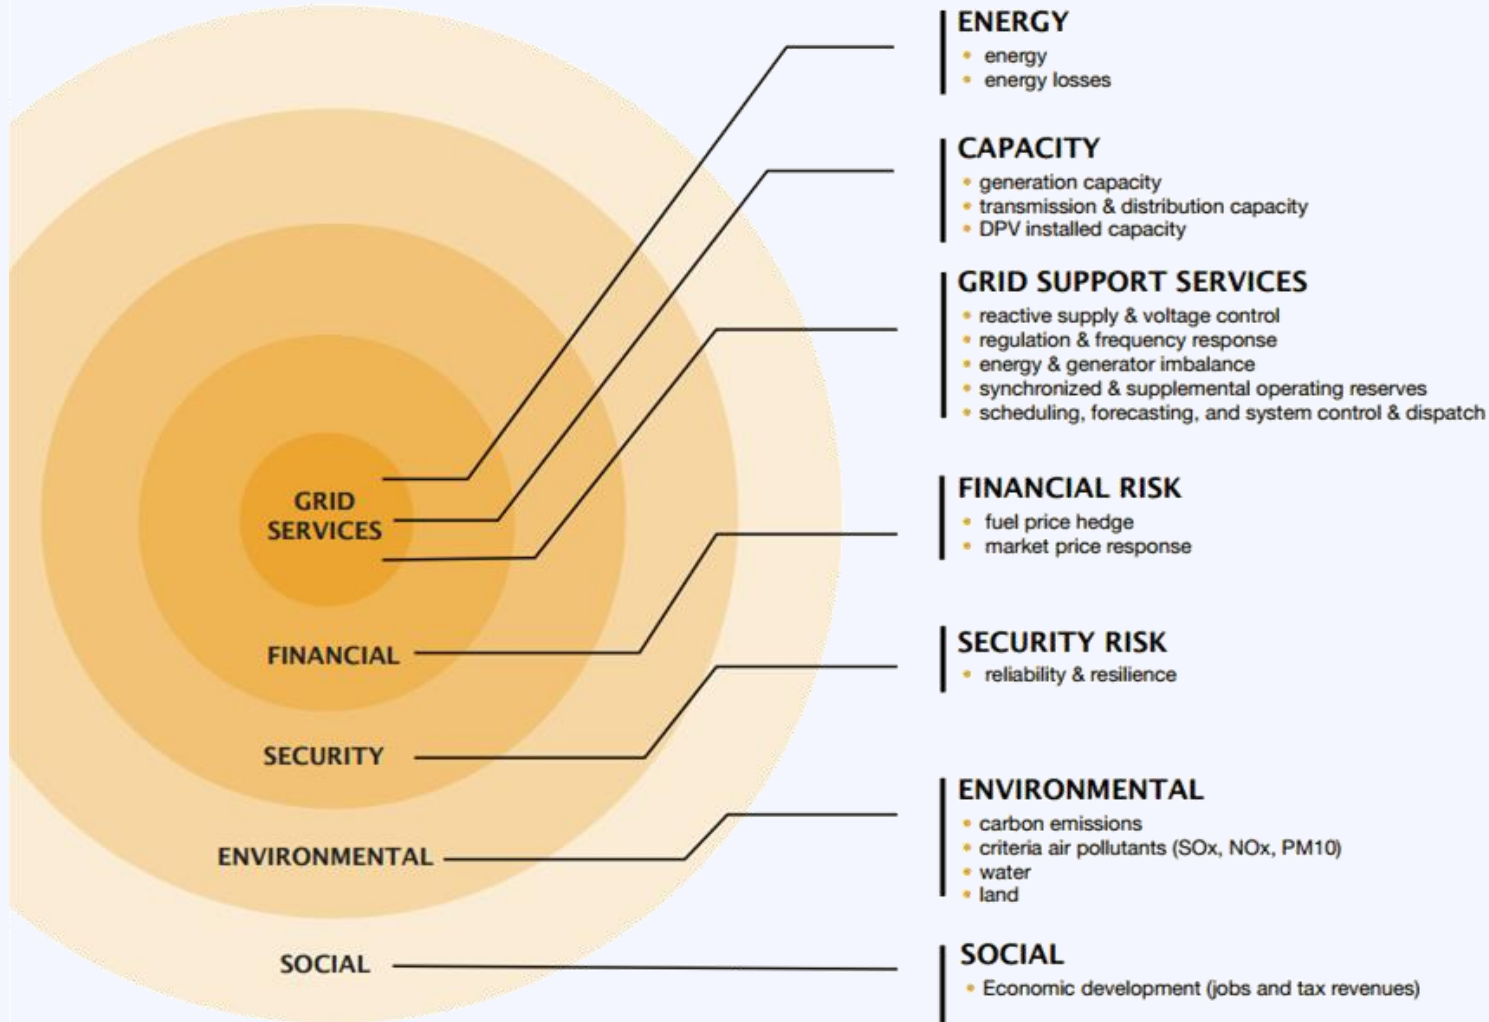 GRID
SERVICES
FINANCIAL
SECURITY
ENVIRONMENTAL
SOCIAL
ENERGY
• energy
• energy losses
CAPACITY
• generation capacity
• transmission & distribution capacity
• DPV installed capacity
GRID SUPPORT SERVICES
• reactive supply & voltage control
• regulation & frequency response
• energy & generator imbalance
• synchronized & supplemental operating reserves
• scheduling, forecasting, and system control & dispatch
FINANCIAL RISK
• fuel price hedge
• market price response
SECURITY RISK
• reliability & resilience
ENVIRONMENTAL
• carbon emissions
• criteria air pollutants (SOx, NOx, PM10)
• water
• land
SOCIAL
• Economic development (jobs and tax revenues)